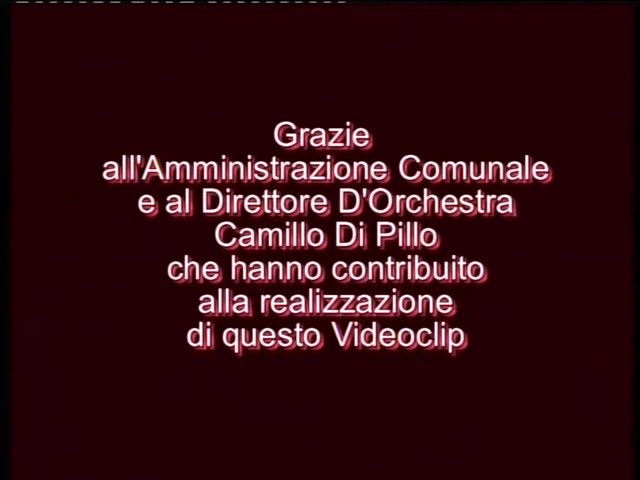 Grazie
all'Amministrazione Comunale
e al Direttore D'Orchestra
Camillo Di Pillo
che hanno contribuito
alla realizzazione
di questo Videoclip